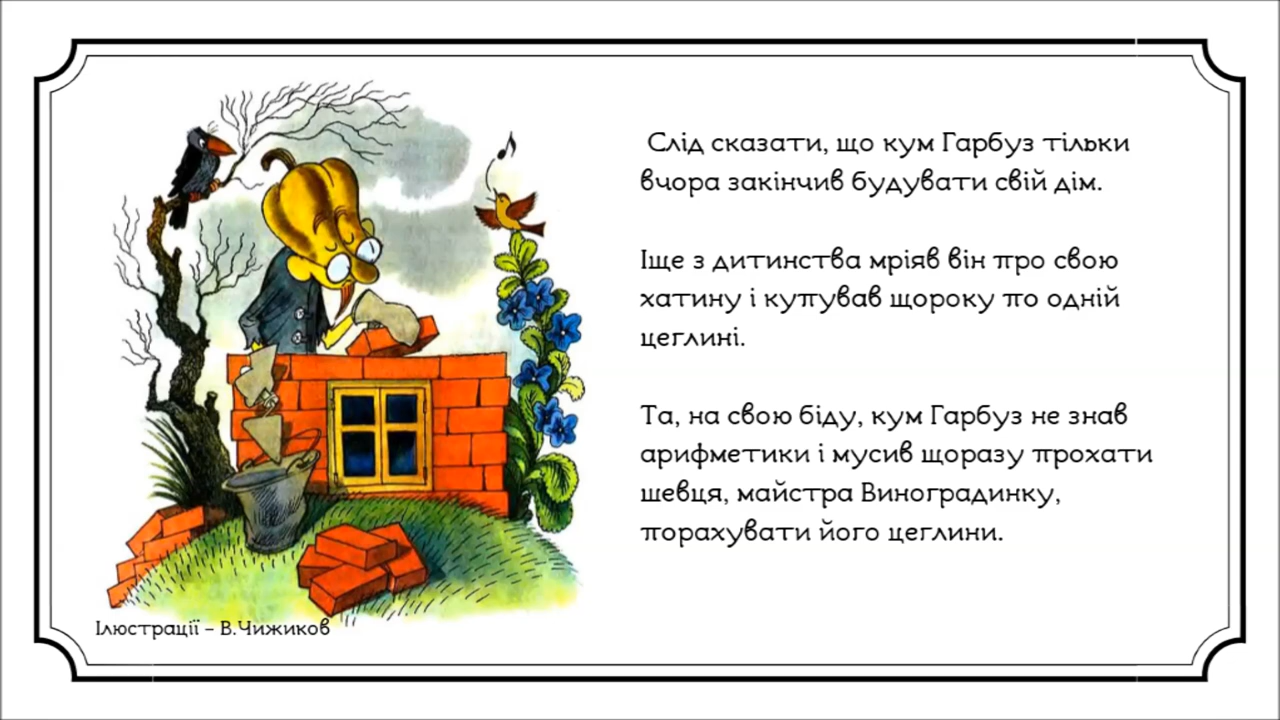 Слід сказати, що кум Гарбуз тільки
вчора закінчив будувати свій дім.
Іще з дитинства мріяв він про свою
хатину і купував щороку по одній
цеглині.
Та, на свою біду, кум Гарбуз не знав
арифметики і мусив щоразу прохати
шевця, майстра Виноградинку,
порахувати його цеглини.
Ілюстрації – В.Чижиков